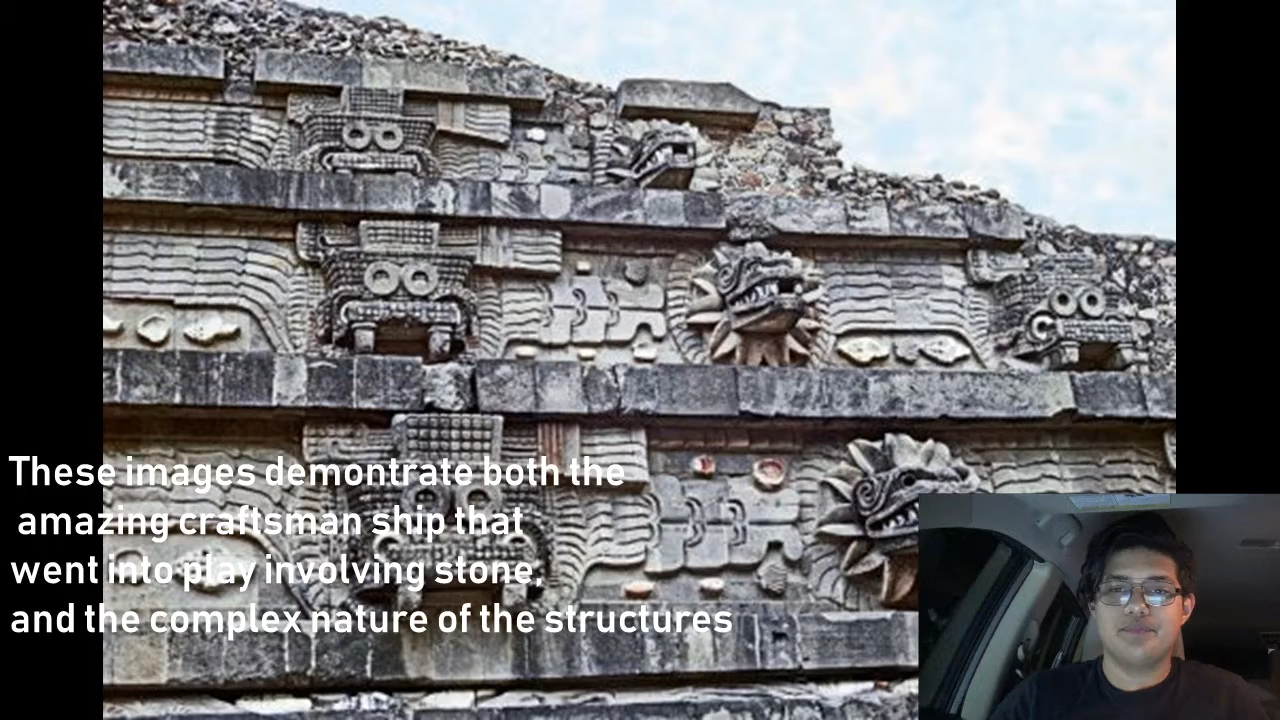 These images demontrate both the
amazing craftsman ship that
went into play involving stone,
and the complex nature of the structures